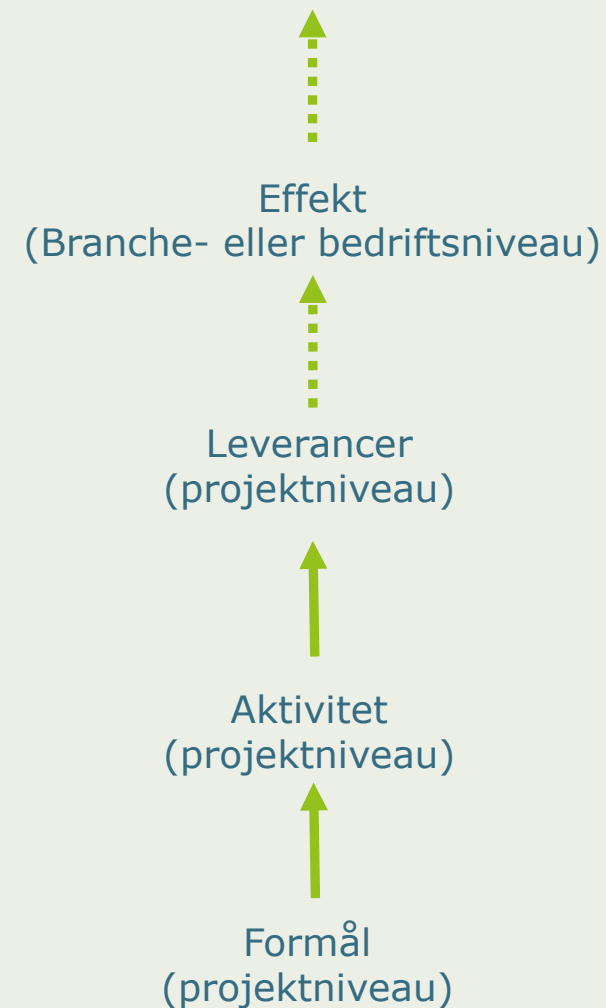 Effekt
(Branche- eller bedriftsniveau)
Leverancer
(projektniveau)
Aktivitet
(projektniveau)
Formål
(projektniveau)